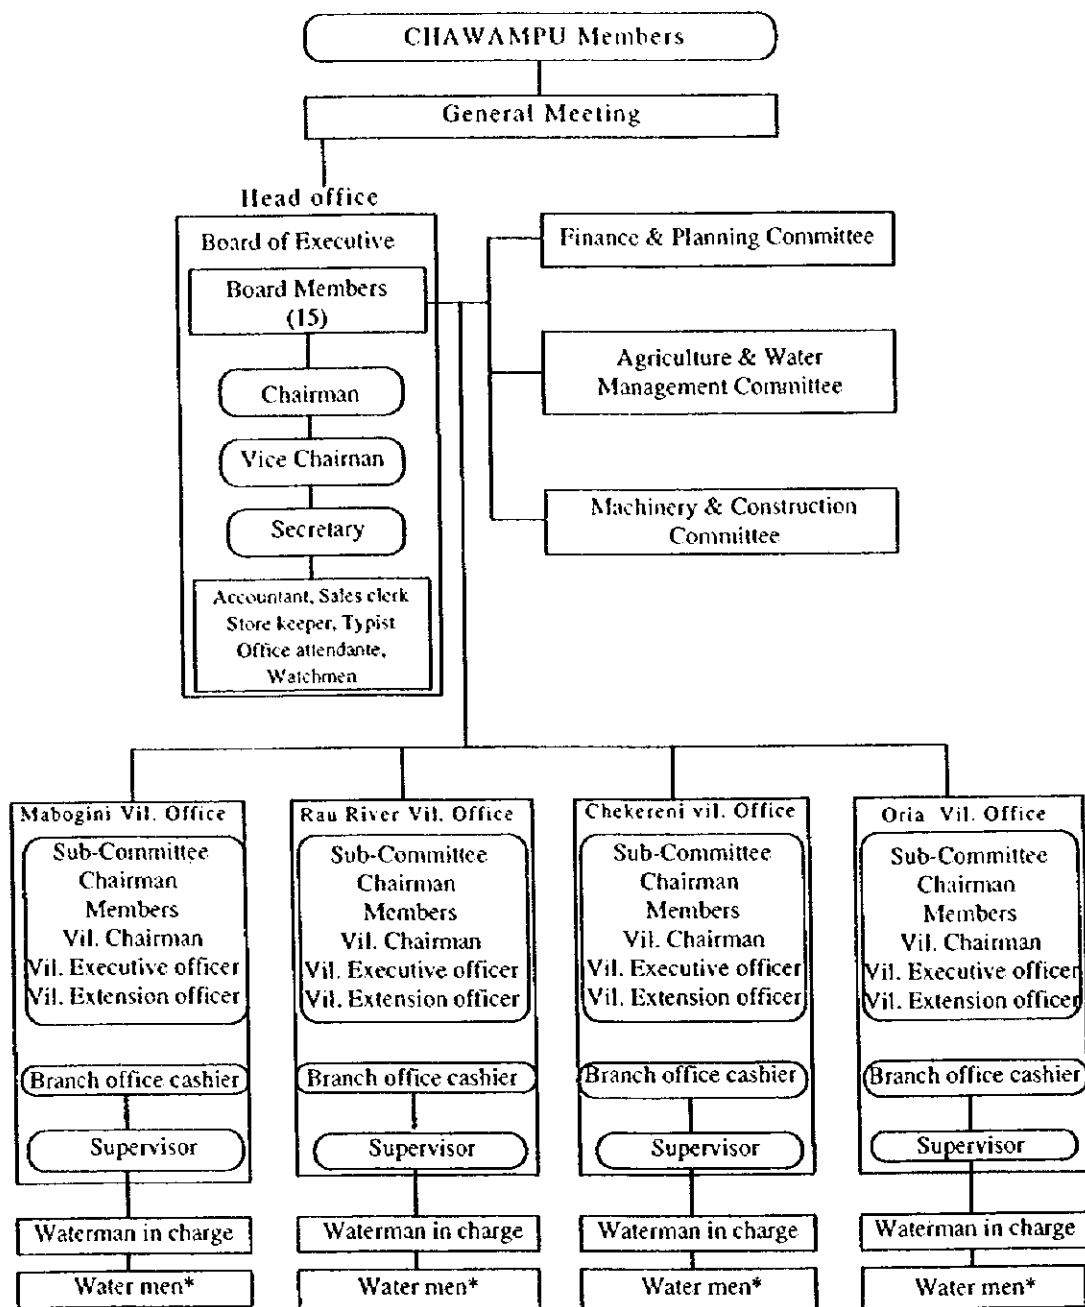 CHAWAMPU Members
General Meeting
Head office
Board of Executive
Board Members
(15)
Chairman
Vice Chairman
Secretary
Accountant, Sales clerk
Store keeper, Typist
Office attendante,
Watchmen
Finance & Planning Committee
Agriculture & Water
Management Committee
Machinery & Construction
Committee
Mabogini Vil. Office
Sub-Committee
Chairman
Members
Vil. Chairman
Vil. Executive officer
Vil. Extension officer
Branch office cashier
Supervisor
Waterman in charge
Water men*
Rau River Vil. Office
Sub-Committee
Chairman
Members
Vil. Chairman
Vil. Executive officer
Vil. Extension officer
Branch office cashier
Supervisor
Waterman in charge
Water men*
Chekereni vil. Office
Sub-Committee
Chairman
Members
Vil. Chairman
Vil. Executive officer
Vil. Extension officer
Branch office cashier
Supervisor
Waterman in charge
Water men*
Oria Vil. Office
Sub-Committee
Chairman
Members
Vil. Chairman
Vil. Executive officer
Vil. Extension officer
Branch office cashier
Supervisor
Waterman in charge
Water men*